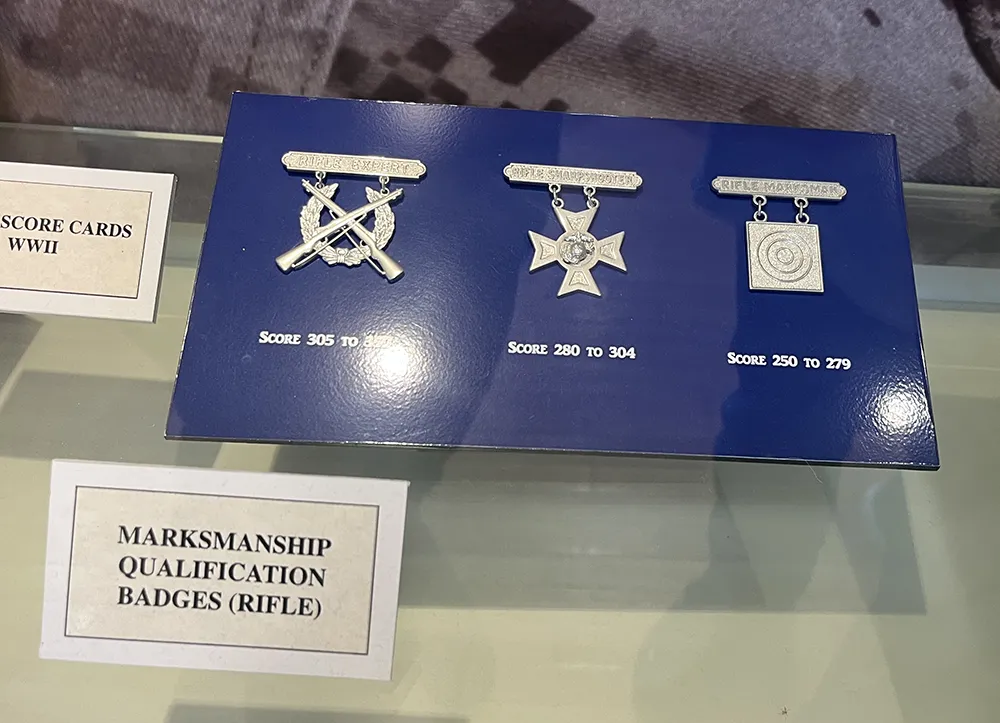 RIFLE EXPERT
RIFLE SHARPSHOOTER
RIFLE MARKSMAN
SCORE 305 TO
SCORE 280 TO 304
SCORE 250 TO 279
SCORE CARDS
WWII
MARKSMANSHIP
QUALIFICATION
BADGES (RIFLE)